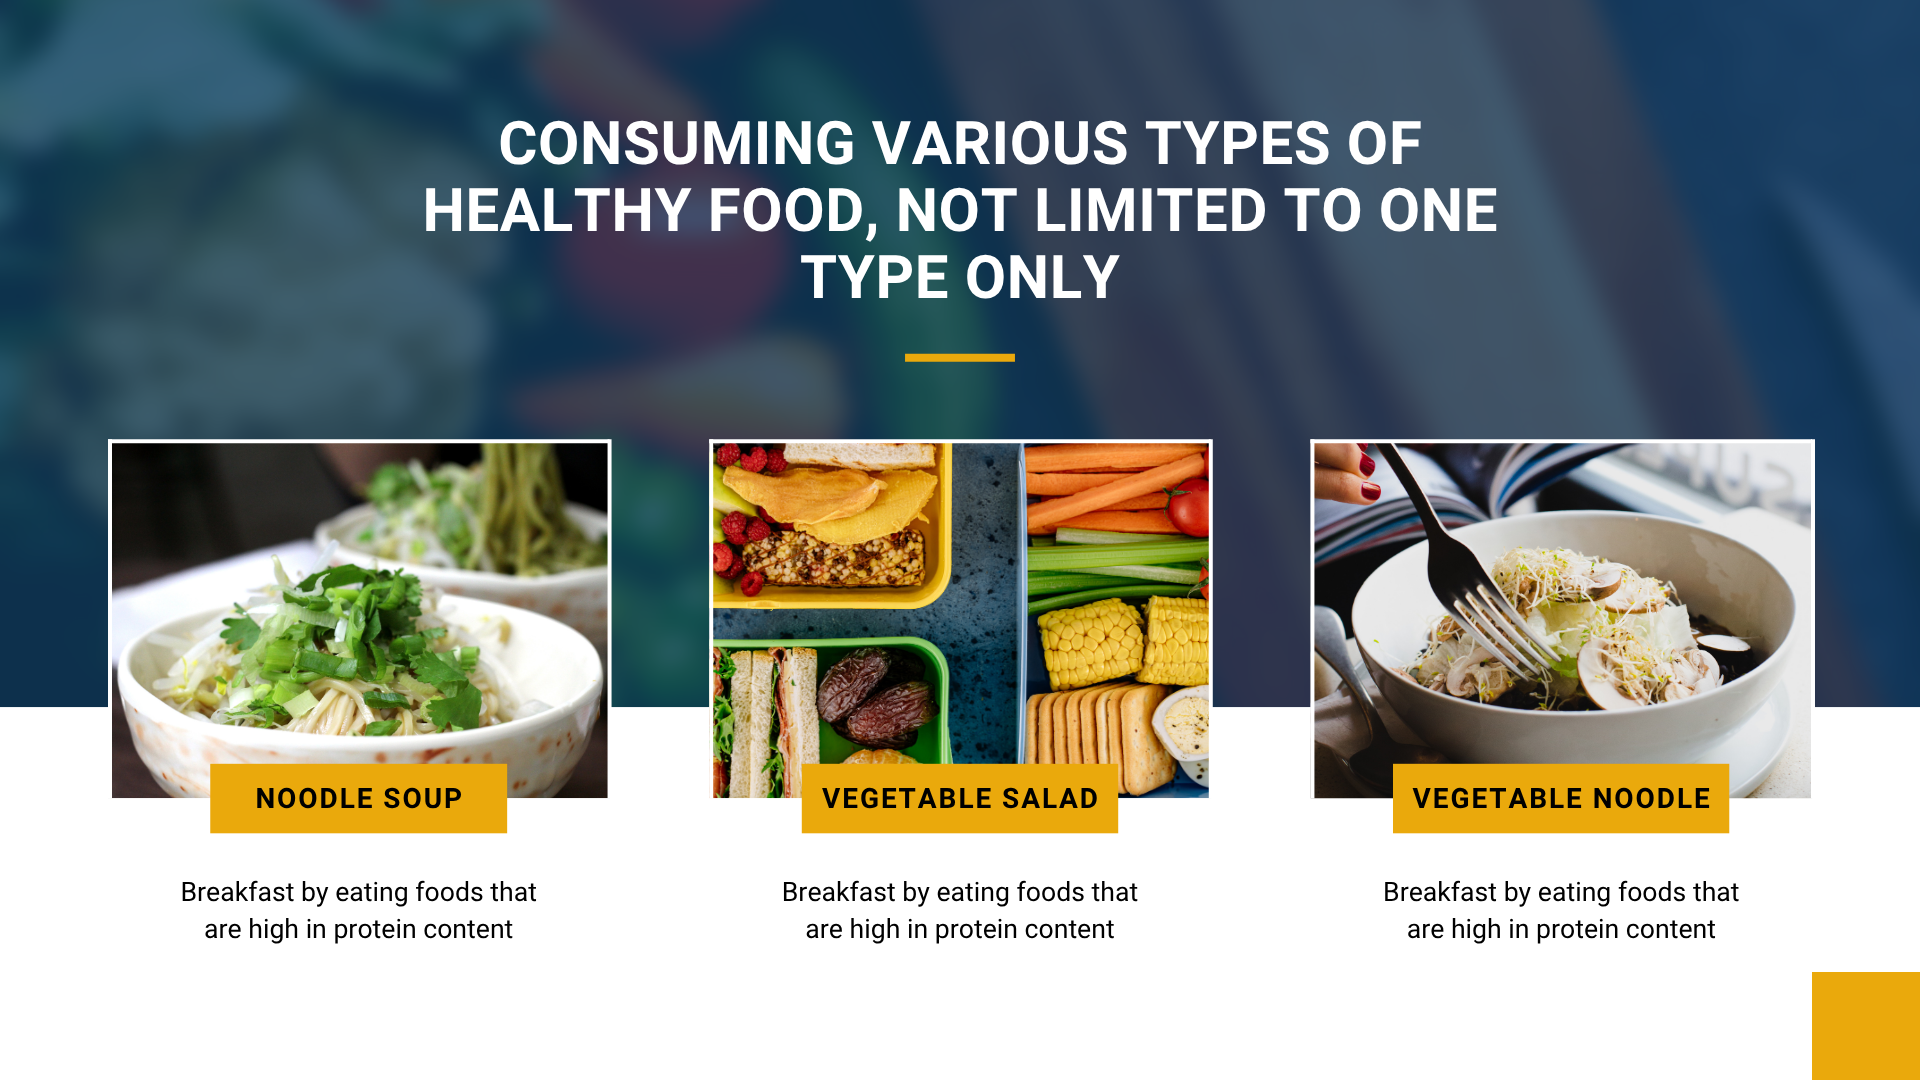 CONSUMING VARIOUS TYPES OF
HEALTHY FOOD, NOT LIMITED TO ONE
TYPE ONLY
NOODLE SOUP
Breakfast by eating foods that
are high in protein content
VEGETABLE SALAD
Breakfast by eating foods that
are high in protein content
VEGETABLE NOODLE
Breakfast by eating foods that
are high in protein content